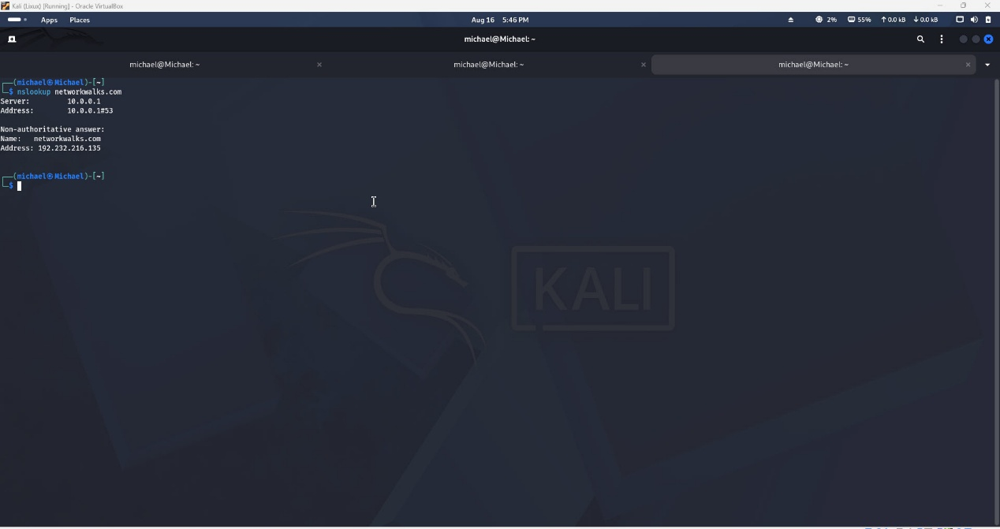 Kali (Lixux) [Running] - Oracle VirtualBox
Apps Places Aug 16 5:46 PM 2% 55% ↑ 0.0 kB ↓ 0.0 kB
michael@Michael: ~
michael@Michael: ~ michael@Michael: ~ michael@Michael: ~
┌──(michael㉿Michael)-[~]
└─$ nslookup networkwalks.com
Server: 10.0.0.1
Address: 10.0.0.1#53
Non-authoritative answer:
Name: networkwalks.com
Address: 192.232.216.135
┌──(michael㉿Michael)-[~]
└─$
KALI